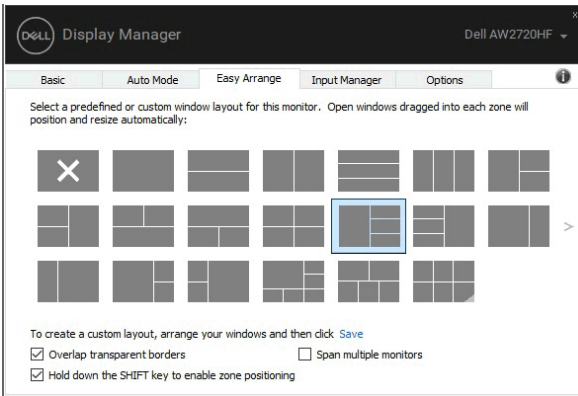 DELL Display Manager
Dell AW2720HF
Basic Auto Mode Easy Arrange Input Manager Options
Select a predefined or custom window layout for this monitor. Open windows dragged into each zone will
position and resize automatically:
To create a custom layout, arrange your windows and then click Save
Overlap transparent borders
Span multiple monitors
Hold down the SHIFT key to enable zone positioning